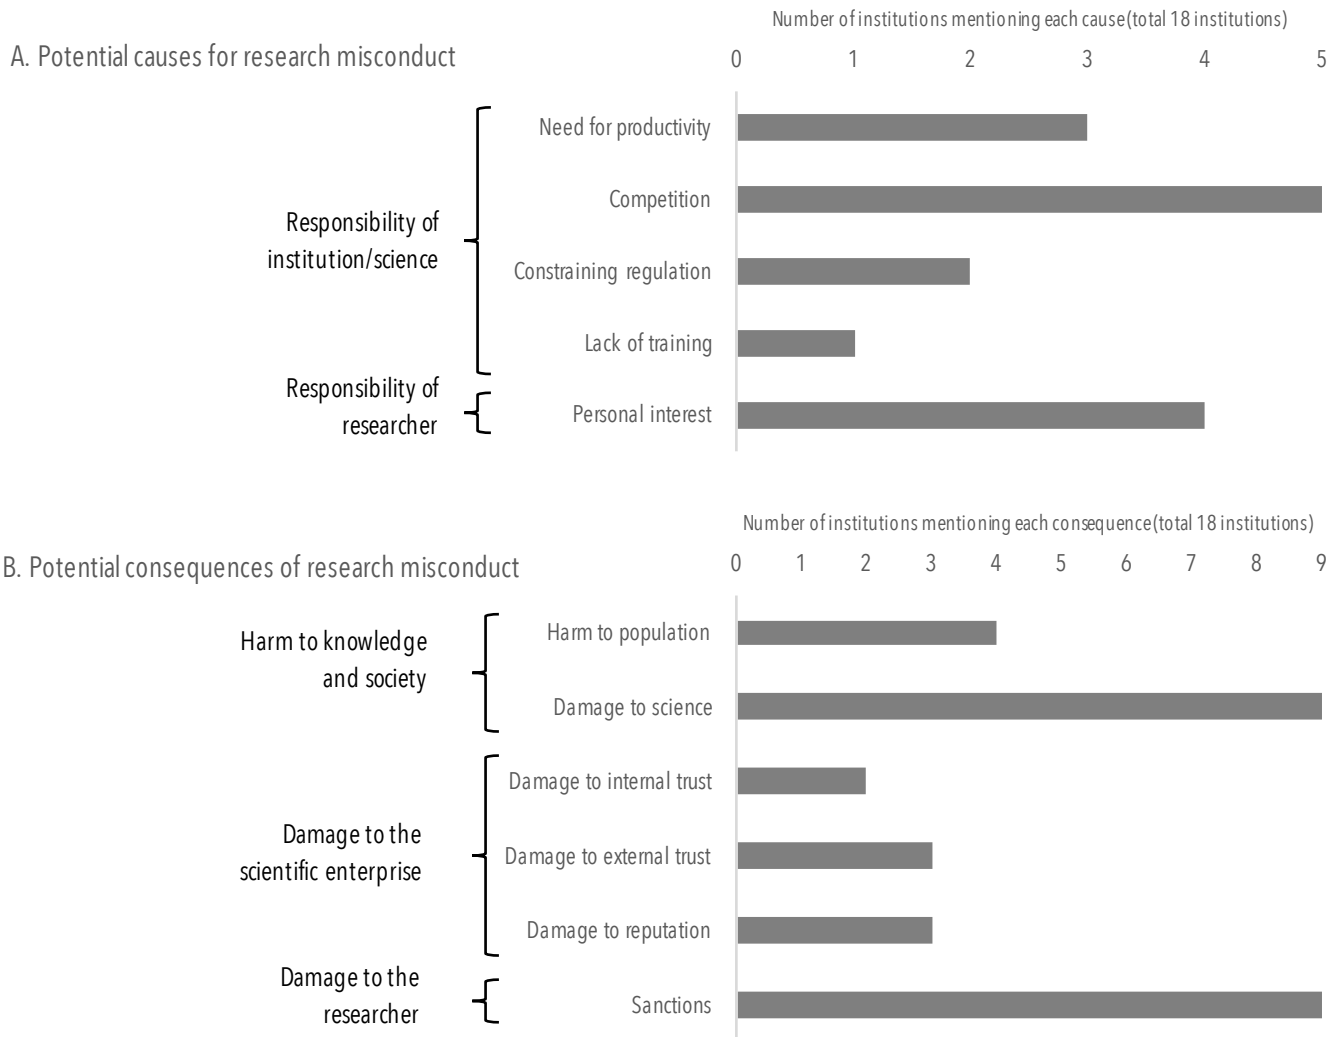 Number of institutions mentioning each cause (total 18 institutions)
A. Potential causes for research misconduct
0 1 2 3 4 5
Need for productivity
Competition
Responsibility of
institution/science
Constraining regulation
Lack of training
Responsibility of
researcher
Personal interest
Number of institutions mentioning each consequence (total 18 institutions)
B. Potential consequences of research misconduct
0 1 2 3 4 5 6 7 8 9
Harm to knowledge
and society
Harm to population
Damage to science
Damage to internal trust
Damage to the
scientific enterprise
Damage to external trust
Damage to reputation
Damage to the
researcher
Sanctions